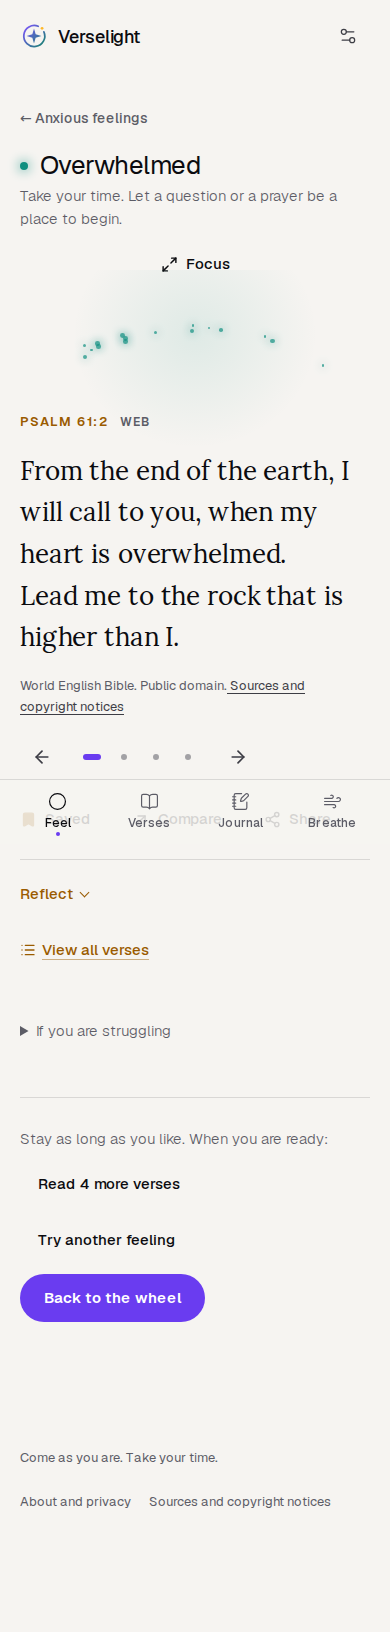 Verselight
← Anxious feelings
Overwhelmed
Take your time. Let a question or a prayer be a
place to begin.
Focus
PSALM 61:2 WEB
From the end of the earth, I
will call to you, when my
heart is overwhelmed.
Lead me to the rock that is
higher than I.
World English Bible. Public domain. Sources and
copyright notices
Saved Compare Share
Feel Verses Journal Breathe
Reflect
View all verses
If you are struggling
Stay as long as you like. When you are ready:
Read 4 more verses
Try another feeling
Back to the wheel
Come as you are. Take your time.
About and privacy Sources and copyright notices